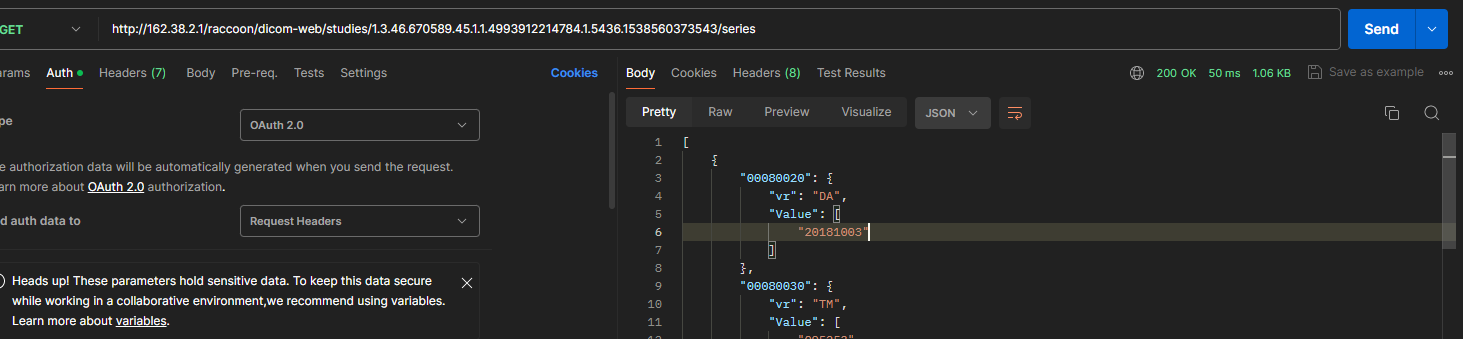 GET http://162.38.2.1/raccoon/dicom-web/studies/1.3.46.670589.45.1.1.4993912214784.1.5436.1538560373543/series Send
rams Auth Headers (7) Body Pre-req. Tests Settings Cookies
pe OAuth 2.0
e authorization data will be automatically generated when you send the request.
arn more about OAuth 2.0 authorization.
d auth data to Request Headers
Heads up! These parameters hold sensitive data. To keep this data secure
while working in a collaborative environment,we recommend using variables.
Learn more about variables.
Body Cookies Headers (8) Test Results 200 OK 50 ms 1.06 KB Save as example
Pretty Raw Preview Visualize JSON
1 [
2 {
3 "00080020": {
4 "vr": "DA",
5 "Value": [
6 "20181003"
7 ]
8 },
9 "00080030": {
10 "vr": "TM",
11 "Value": [